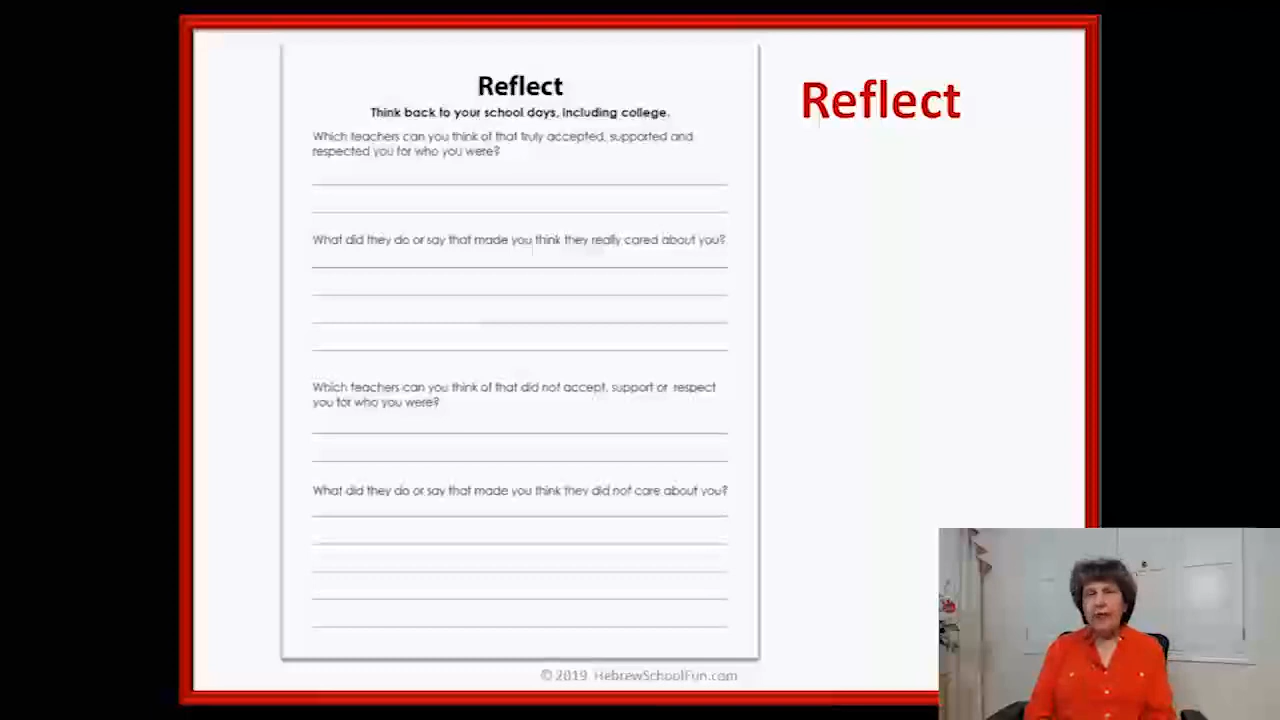 Reflect
Think back to your school days, including college.
Which teachers can you think of that truly accepted, supported and
respected you for who you were?
What did they do or say that made you think they really cared about you?
Which teachers can you think of that did not accept, support or respect
you for who you were?
What did they do or say that made you think they did not care about you?
© 2019 HebrewSchoolFun.com
Reflect